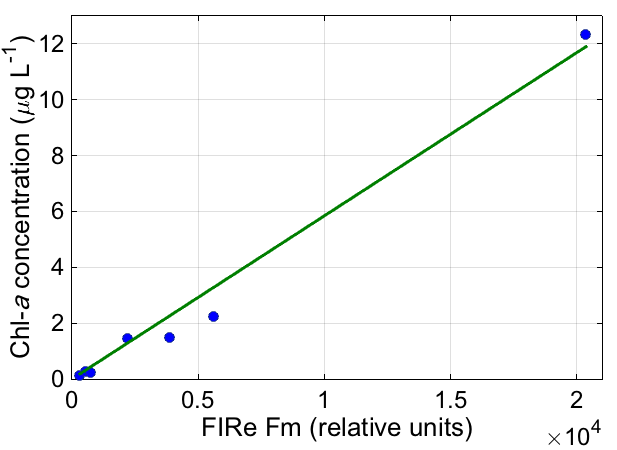 Chl-a concentration (μg L⁻¹)
12
10
8
6
4
2
0
0 0.5 1 1.5 2
FIRe Fm (relative units)
×10⁴